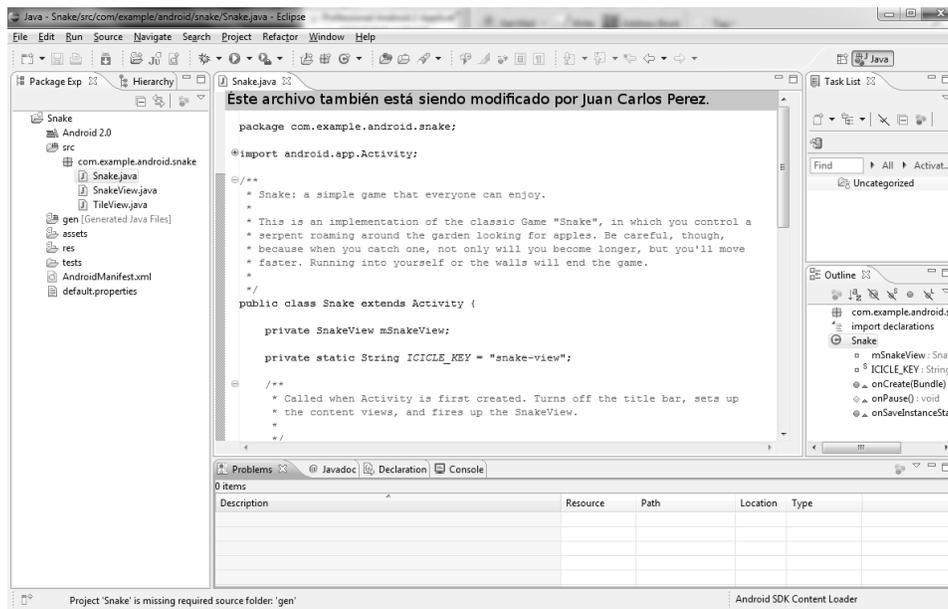 Java - Snake/src/com/example/android/snake/Snake.java - Eclipse
File Edit Run Source Navigate Search Project Refactor Window Help
Java
Package Exp Hierarchy
Snake
Android 2.0
src
com.example.android.snake
Snake.java
SnakeView.java
TileView.java
gen [Generated Java Files]
assets
res
tests
AndroidManifest.xml
default.properties
Snake.java
Éste archivo también está siendo modificado por Juan Carlos Perez.
package com.example.android.snake;
import android.app.Activity;
/**
* Snake: a simple game that everyone can enjoy.
*
* This is an implementation of the classic Game "Snake", in which you control a
* serpent roaming around the garden looking for apples. Be careful, though,
* because when you catch one, not only will you become longer, but you'll move
* faster. Running into yourself or the walls will end the game.
*
*/
public class Snake extends Activity {
private SnakeView mSnakeView;
private static String ICICLE_KEY = "snake-view";
/**
* Called when Activity is first created. Turns off the title bar, sets up
* the content views, and fires up the SnakeView.
*
*/
Task List
Find All Activat..
Uncategorized
Outline
com.example.android.s
import declarations
Snake
mSnakeView : Sna
S ICICLE_KEY : String
onCreate(Bundle)
onPause() : void
onSaveInstanceSta
Problems @ Javadoc Declaration Console
0 items
Description Resource Path Location Type
Project 'Snake' is missing required source folder: 'gen'
Android SDK Content Loader